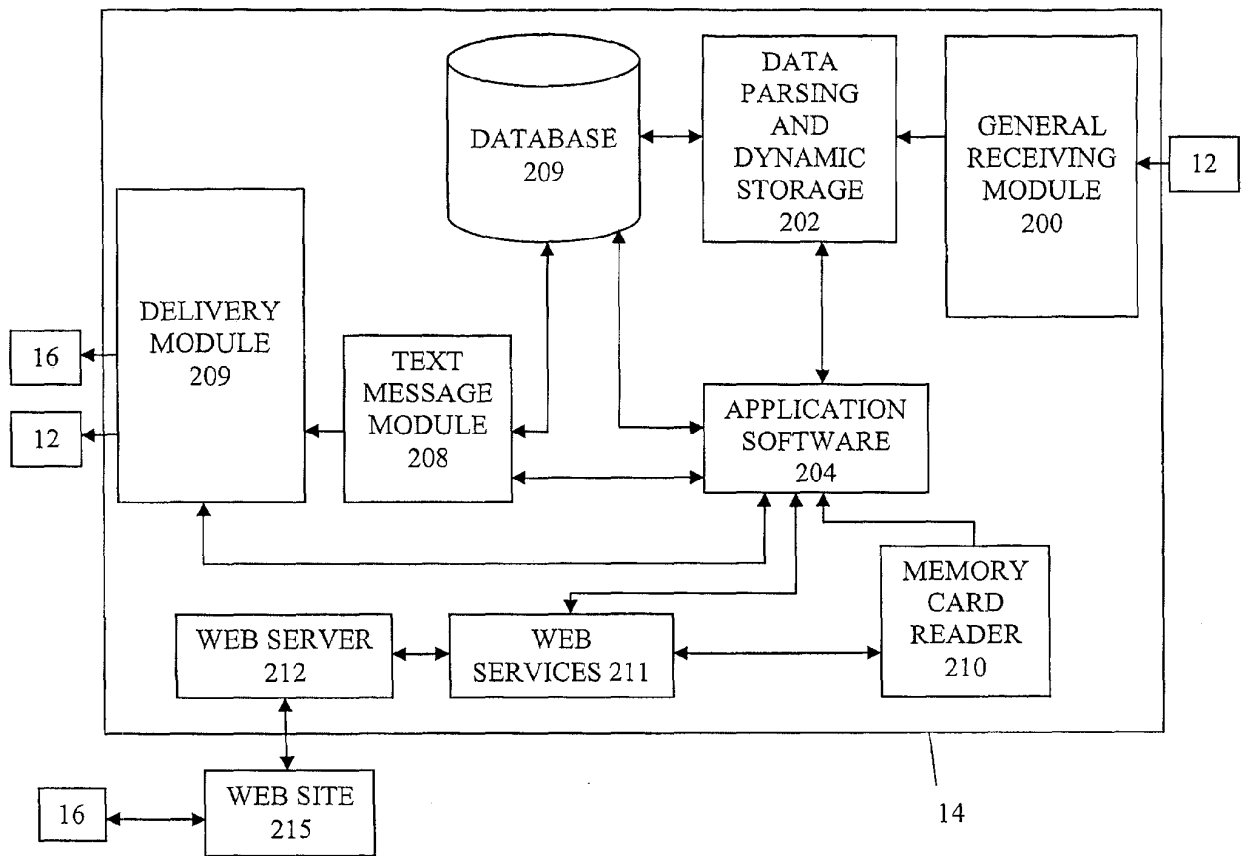 DATABASE
209
DATA
PARSING
AND
DYNAMIC
STORAGE
202
GENERAL
RECEIVING
MODULE
200
12
DELIVERY
MODULE
209
16
12
TEXT
MESSAGE
MODULE
208
APPLICATION
SOFTWARE
204
MEMORY
CARD
READER
210
WEB SERVER
212
WEB
SERVICES 211
WEB SITE
215
16
14